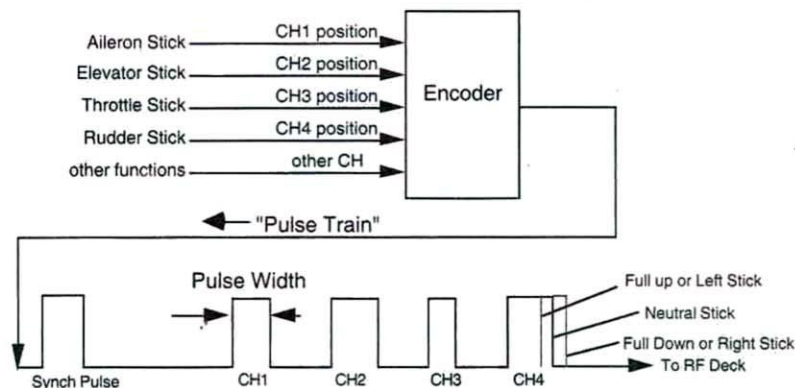 Aileron Stick CH1 position
Elevator Stick CH2 position
Throttle Stick CH3 position
Rudder Stick CH4 position
other functions other CH
Encoder
"Pulse Train"
Pulse Width
Full up or Left Stick
Neutral Stick
Full Down or Right Stick
To RF Deck
Synch Pulse CH1 CH2 CH3 CH4